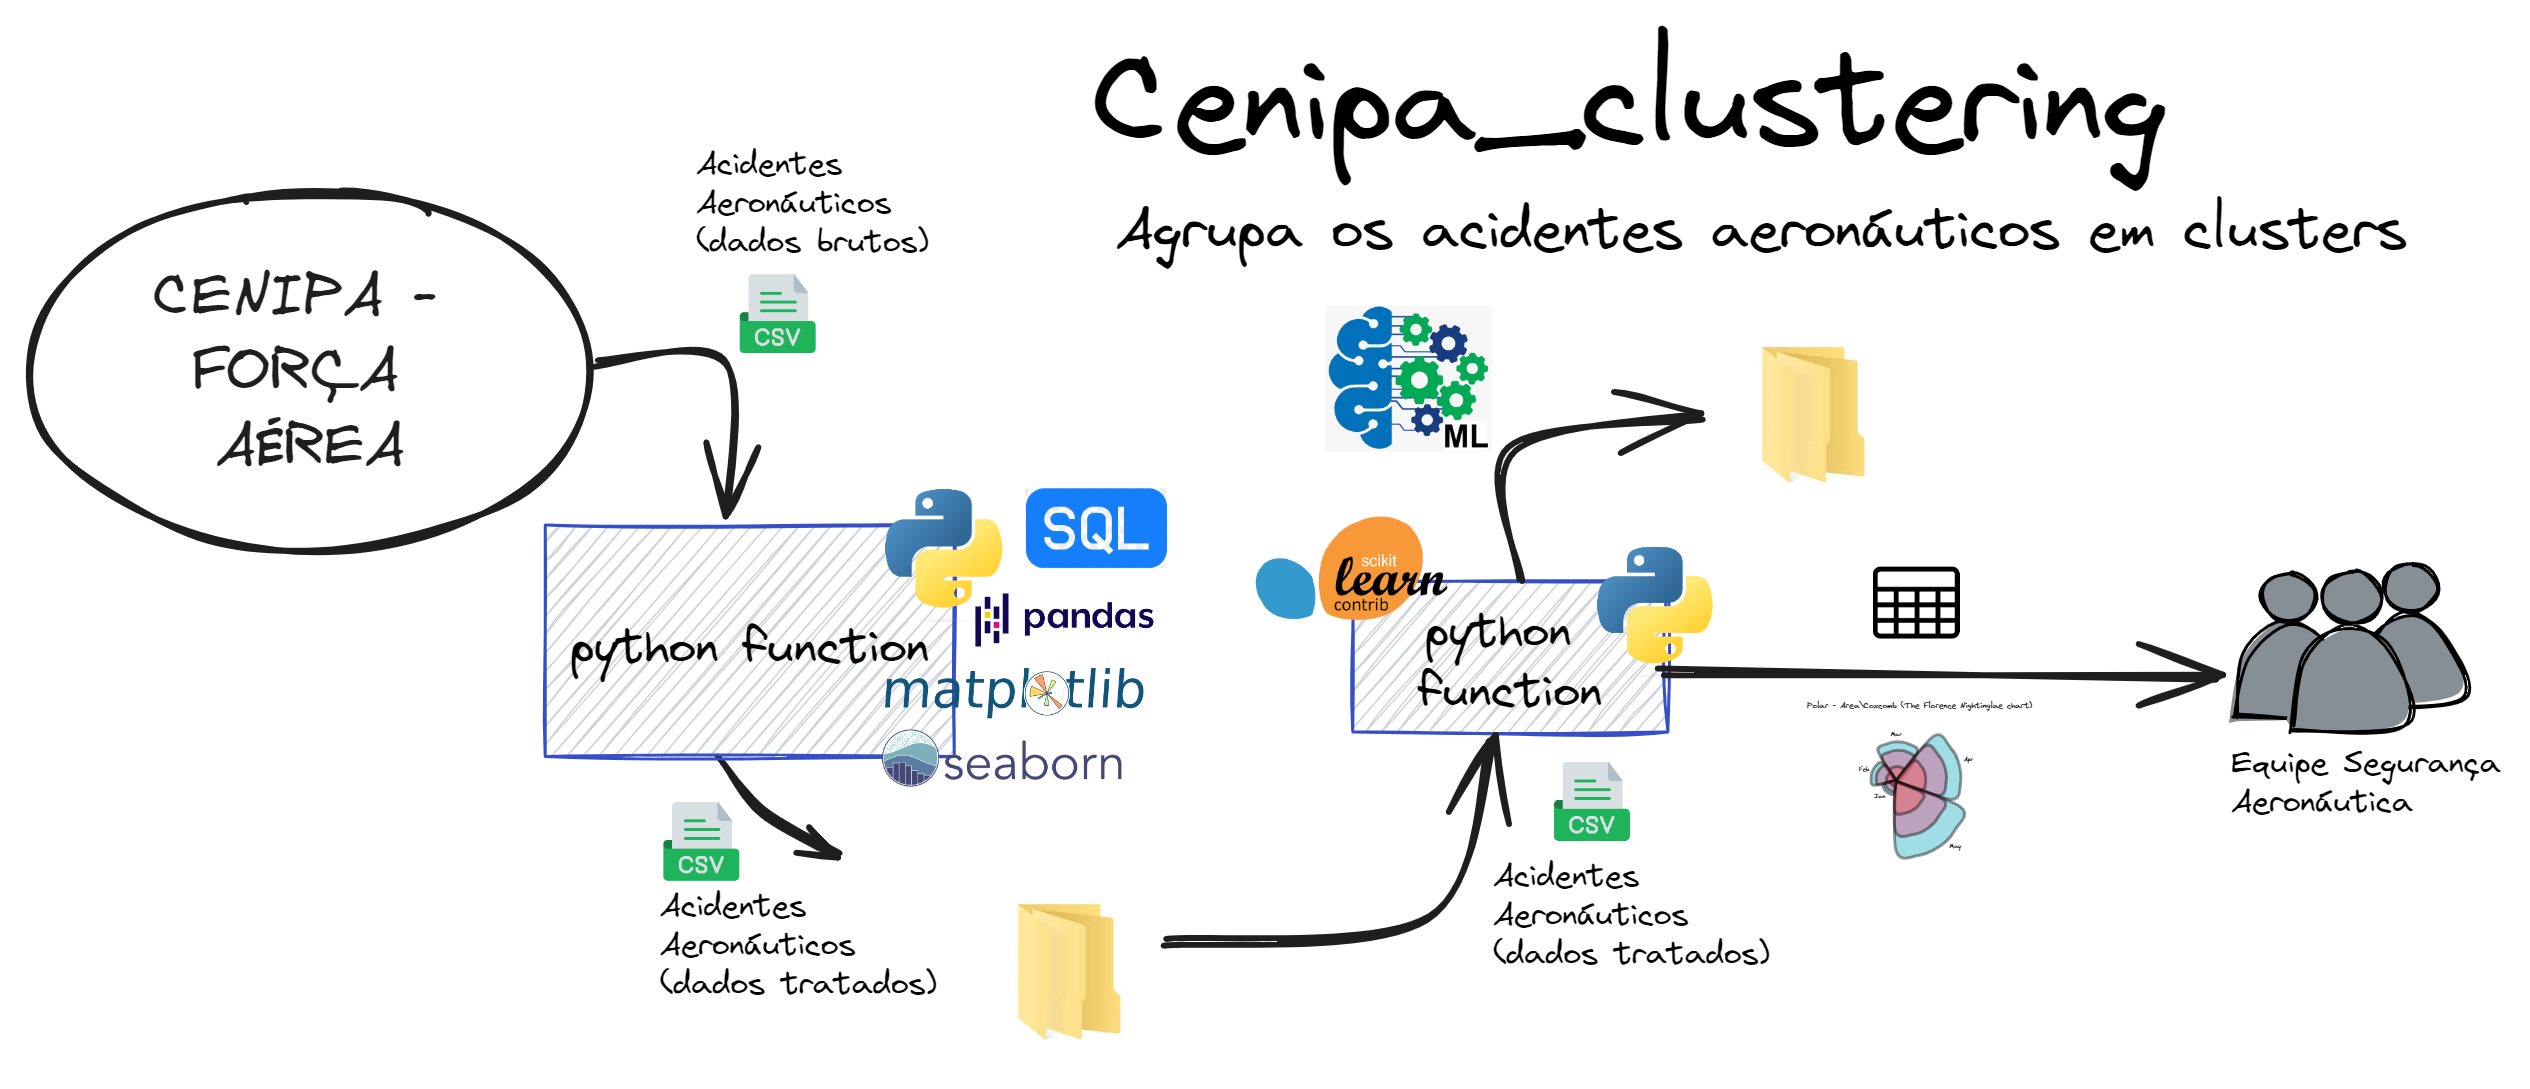 Cenipa_clustering
Agrupa os acidentes aeronáuticos em clusters
CENIPA -
FORÇA
AÉREA
Acidentes
Aeronáuticos
(dados brutos)
CSV
python function
SQL
pandas
matplotlib
seaborn
CSV
Acidentes
Aeronáuticos
(dados tratados)
ML
scikit
learn
contrib
python
function
CSV
Acidentes
Aeronáuticos
(dados tratados)
Polar - Area\Coxcomb (The Florence Nightinglae chart)
Mar
Apr
Feb
Jan
May
Equipe Segurança
Aeronáutica